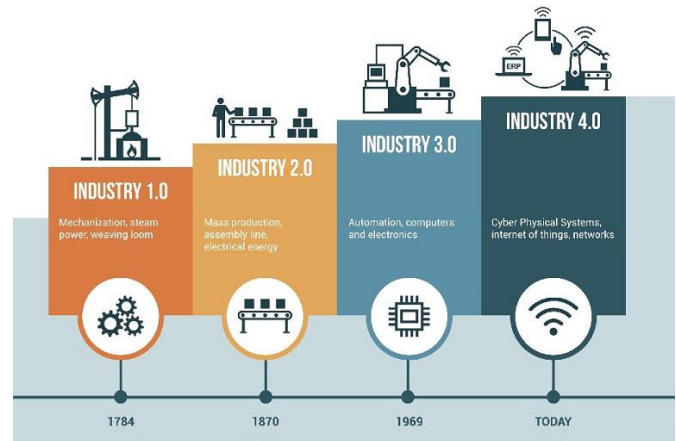 ERP
INDUSTRY 1.0
Mechanization, steam
power, weaving loom
INDUSTRY 2.0
Mass production,
assembly line,
electrical energy
INDUSTRY 3.0
Automation, computers
and electronics
INDUSTRY 4.0
Cyber Physical Systems,
internet of things, networks
1784
1870
1969
TODAY